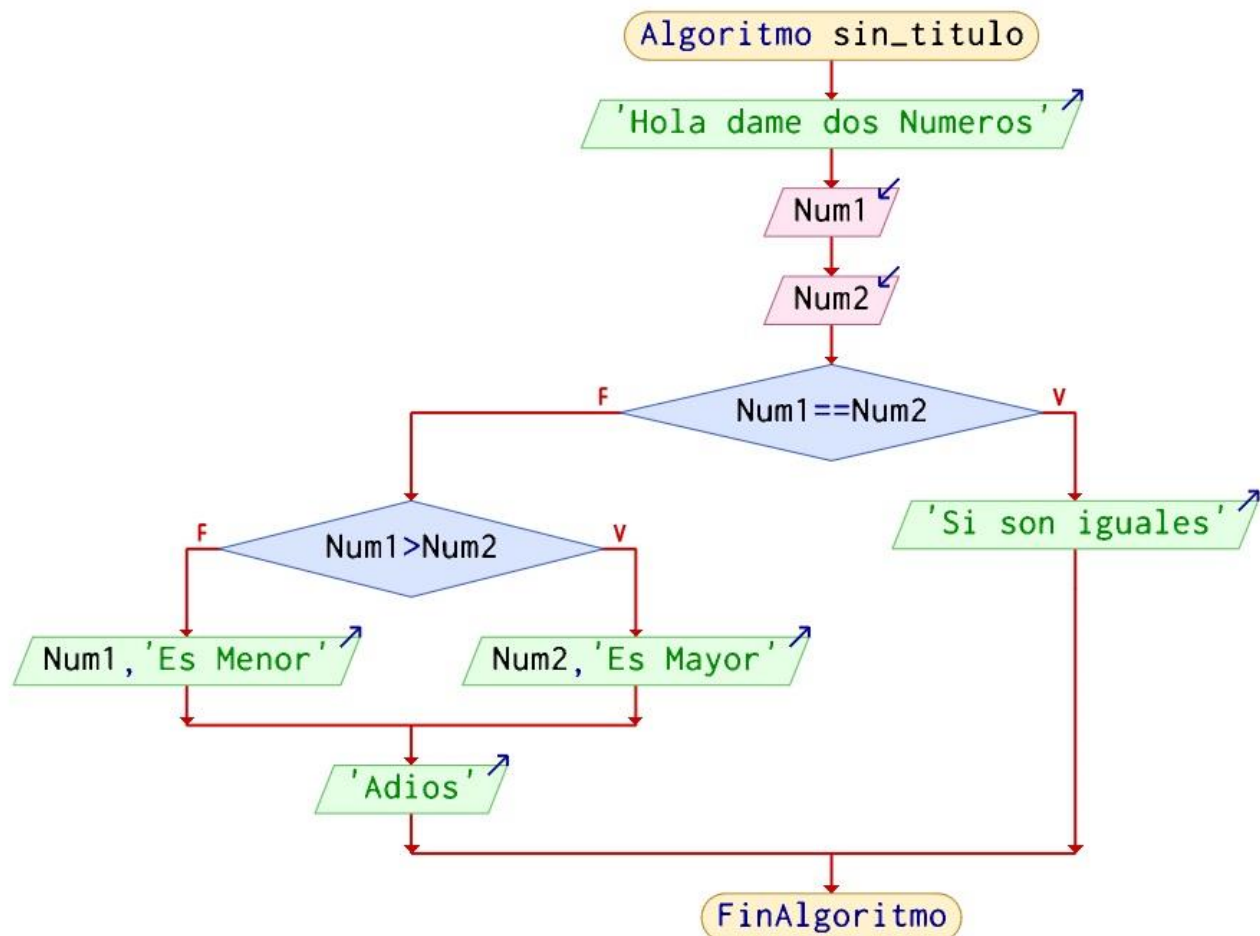 Algoritmo sin_titulo
'Hola dame dos Numeros'
Num1
Num2
F
Num1==Num2
V
F
Num1>Num2
V
'Si son iguales'
Num1,'Es Menor'
Num2,'Es Mayor'
'Adios'
FinAlgoritmo